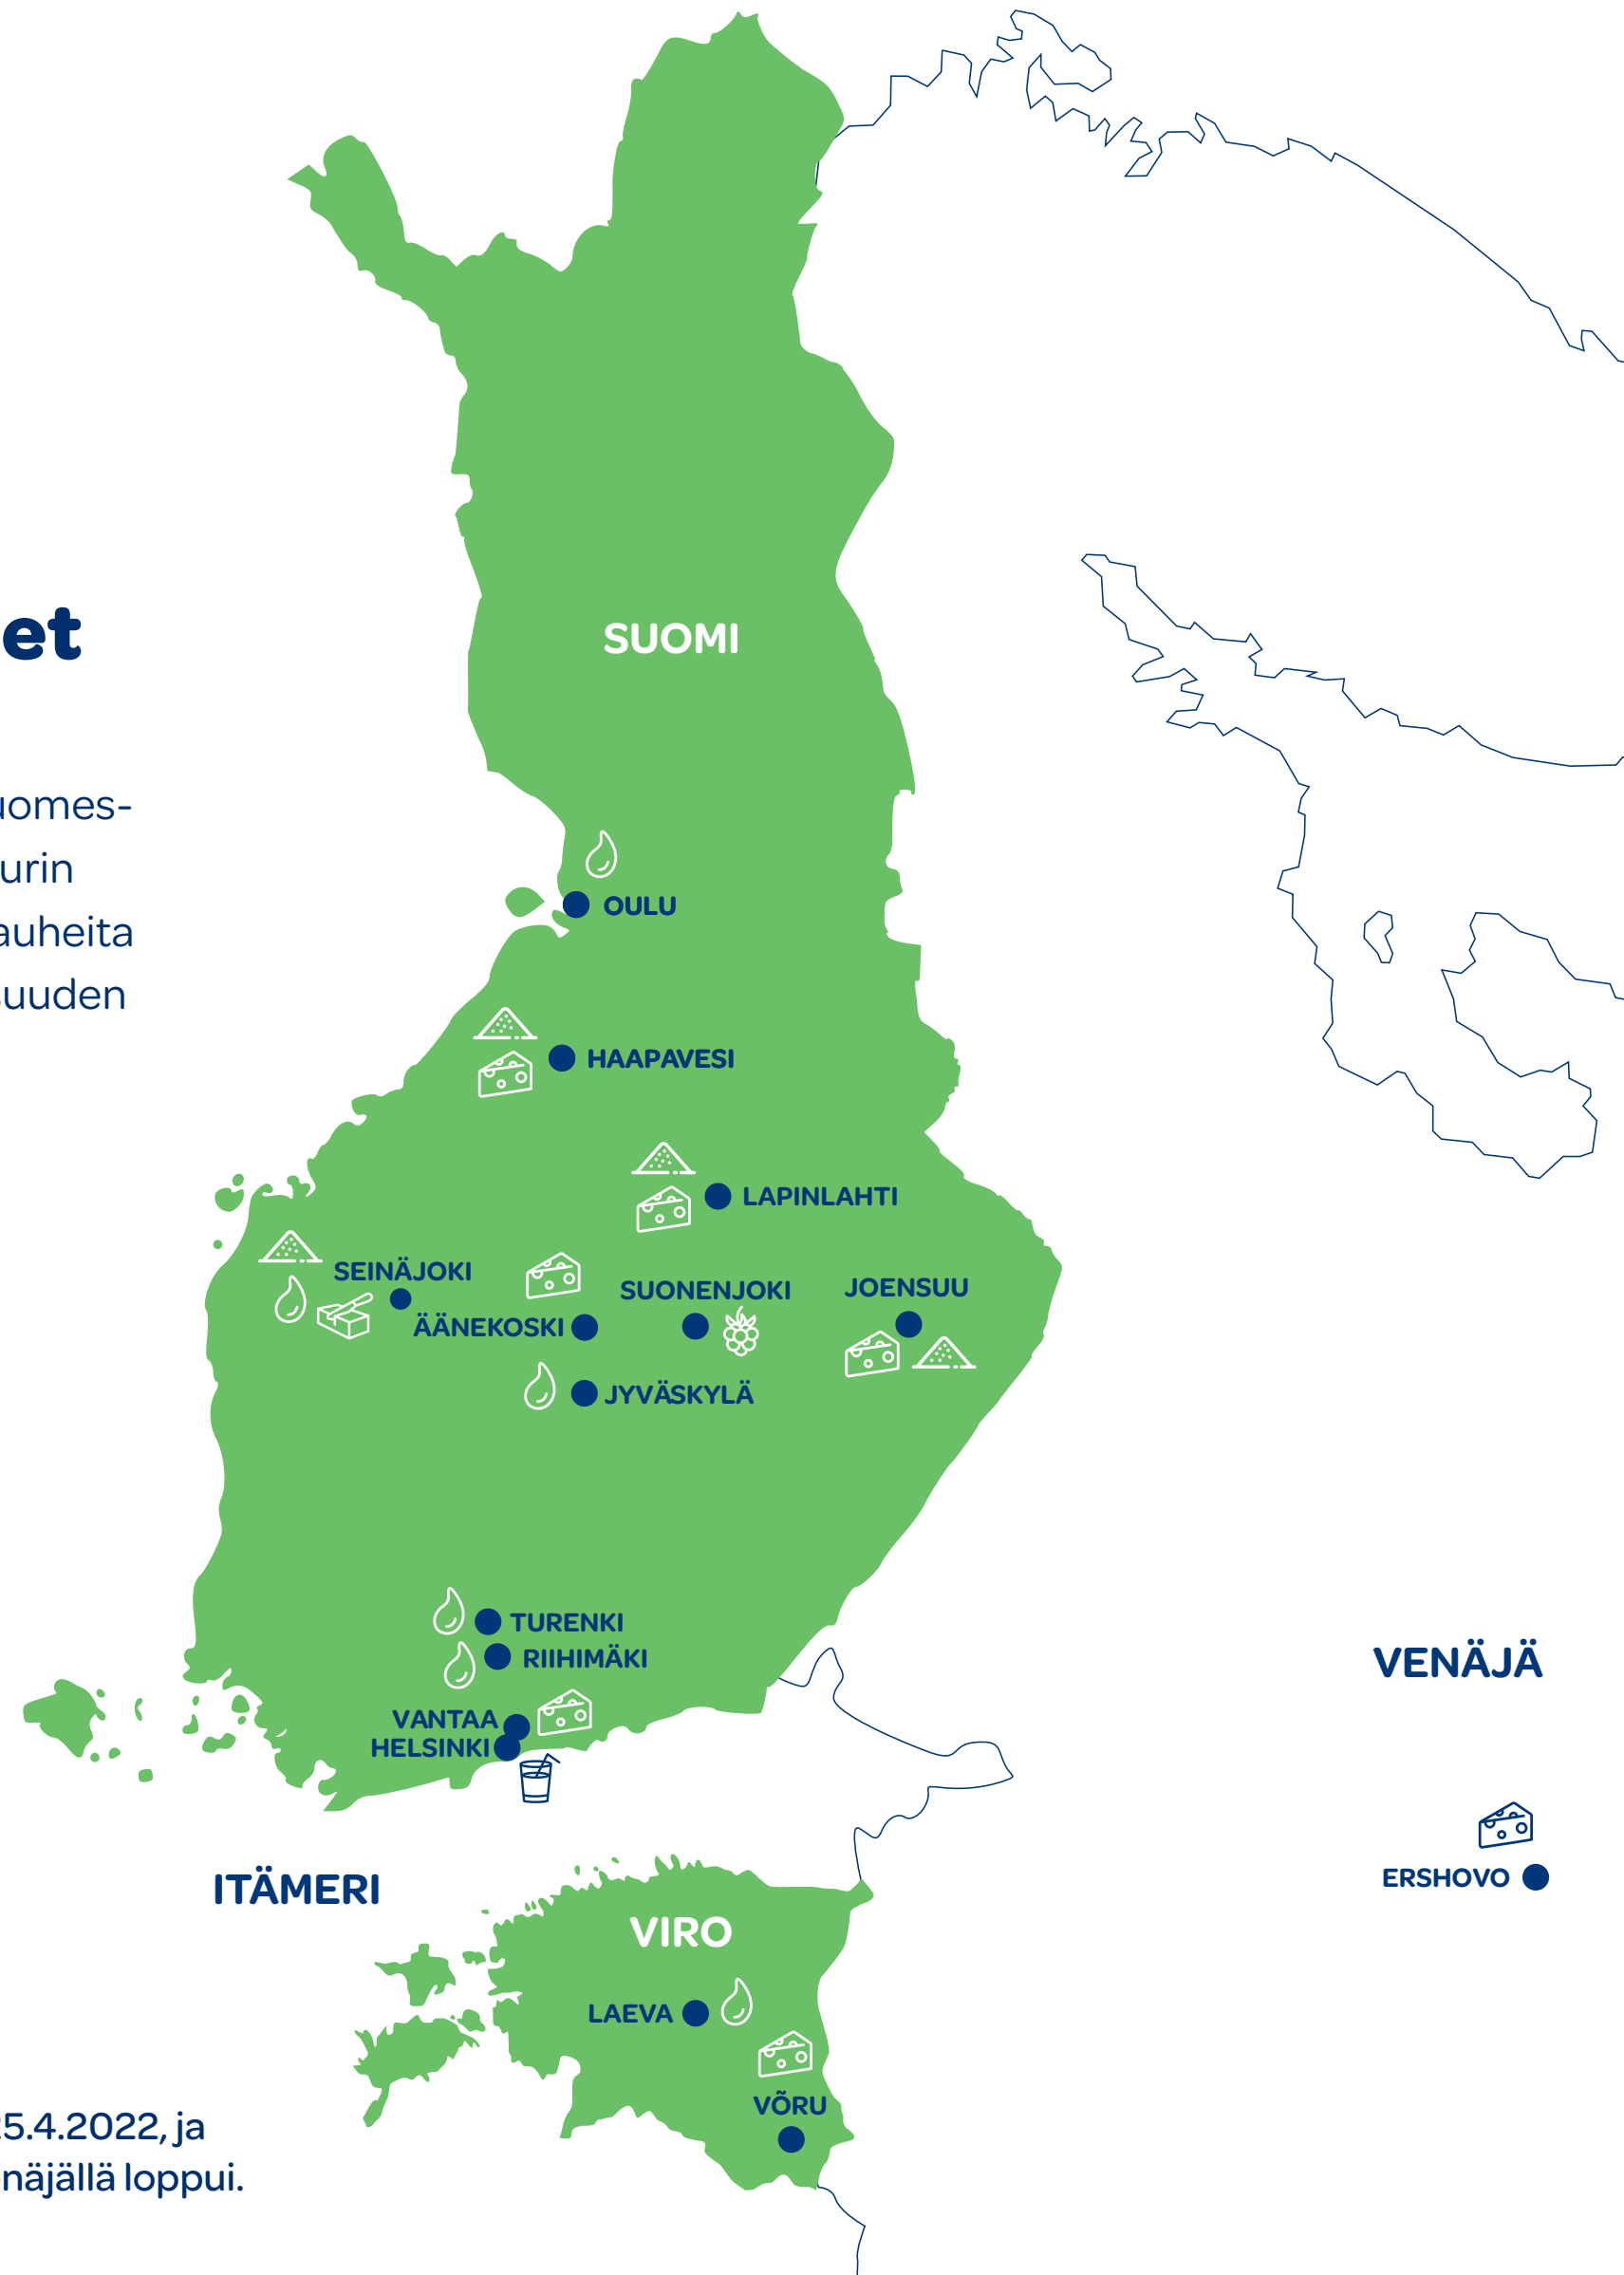 et
uomes-
urin
auheita
uuden
SUOMI
OULU
HAAPAVESI
LAPINLAHTI
SEINÄJOKI
SUONENJOKI
JOENSUU
ÄÄNEKOSKI
JYVÄSKYLÄ
TURENKI
RIIHIMÄKI
VENÄJÄ
VANTAA
HELSINKI
ERSHOVO
ITÄMERI
VIRO
LAEVA
VÕRU
5.4.2022, ja
näjällä loppui.